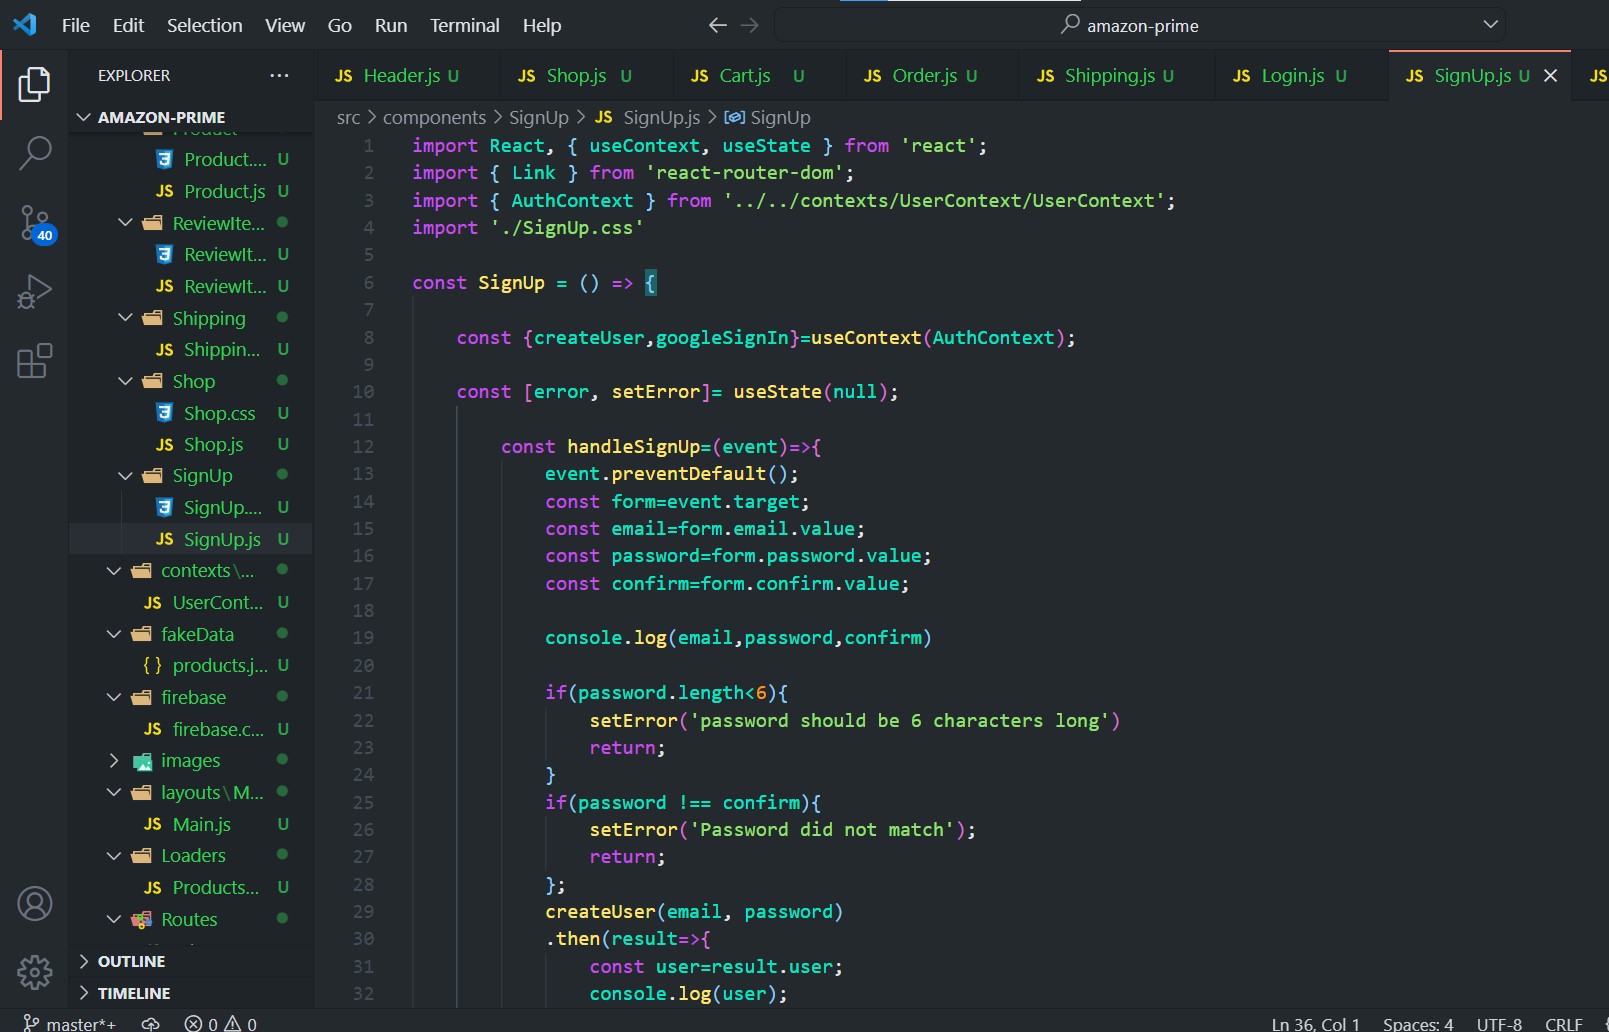 File Edit Selection View Go Run Terminal Help
amazon-prime
EXPLORER
AMAZON-PRIME
Product
Product.... U
Product.js U
ReviewIte...
ReviewIt... U
JS ReviewIt... U
Shipping
JS Shippin... U
Shop
Shop.css U
JS Shop.js U
SignUp
SignUp.... U
JS SignUp.js U
contexts\...
JS UserCont... U
fakeData
{} products.j... U
firebase
JS firebase.c... U
images
layouts\M...
JS Main.js U
Loaders
JS Products... U
Routes
OUTLINE
TIMELINE
40
JS Header.js U JS Shop.js U JS Cart.js U JS Order.js U JS Shipping.js U JS Login.js U JS SignUp.js U JS
src > components > SignUp > JS SignUp.js > SignUp
1 import React, { useContext, useState } from 'react';
2 import { Link } from 'react-router-dom';
3 import { AuthContext } from '../../contexts/UserContext/UserContext';
4 import './SignUp.css'
5
6 const SignUp = () => {
7
8 const {createUser,googleSignIn}=useContext(AuthContext);
9
10 const [error, setError]= useState(null);
11
12 const handleSignUp=(event)=>{
13 event.preventDefault();
14 const form=event.target;
15 const email=form.email.value;
16 const password=form.password.value;
17 const confirm=form.confirm.value;
18
19 console.log(email,password,confirm)
20
21 if(password.length<6){
22 setError('password should be 6 characters long')
23 return;
24 }
25 if(password !== confirm){
26 setError('Password did not match');
27 return;
28 };
29 createUser(email, password)
30 .then(result=>{
31 const user=result.user;
32 console.log(user);
master*+ 0 0 Ln 36, Col 1 Spaces: 4 UTF-8 CRLF